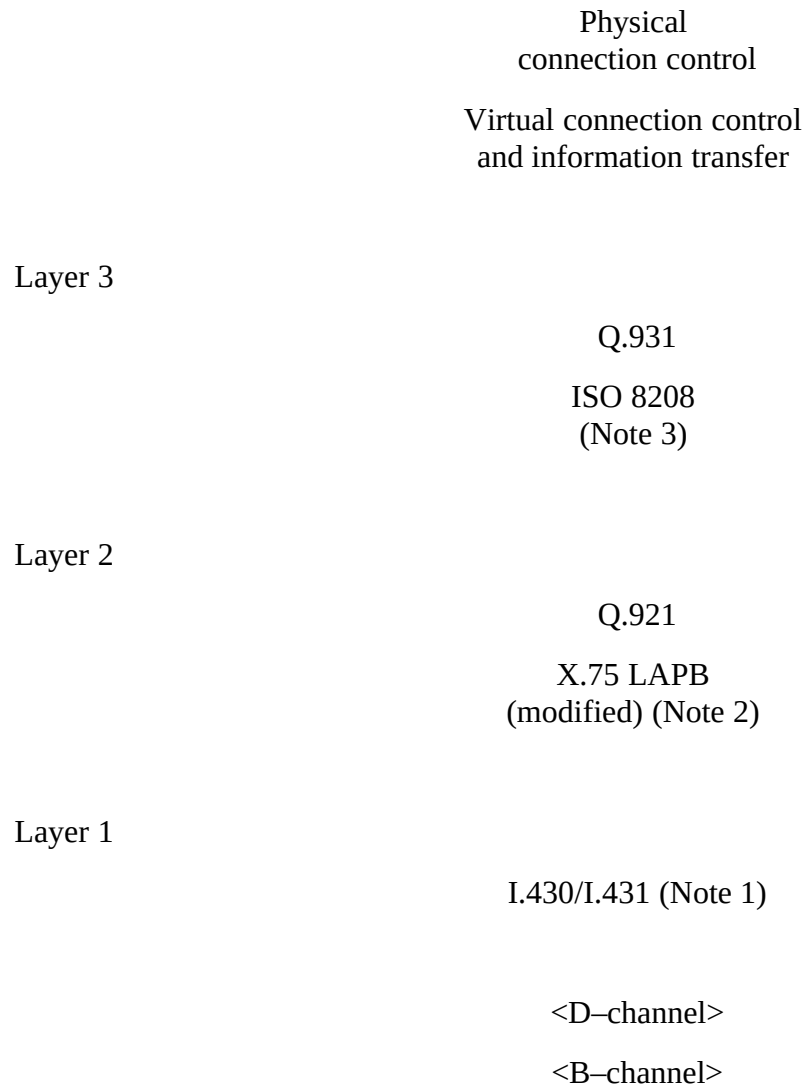 Physical
connection control
Virtual connection control
and information transfer
Layer 3
Q.931
ISO 8208
(Note 3)
Layer 2
Q.921
X.75 LAPB
(modified) (Note 2)
Layer 1
I.430/I.431 (Note 1)
<D–channel>
<B–channel>